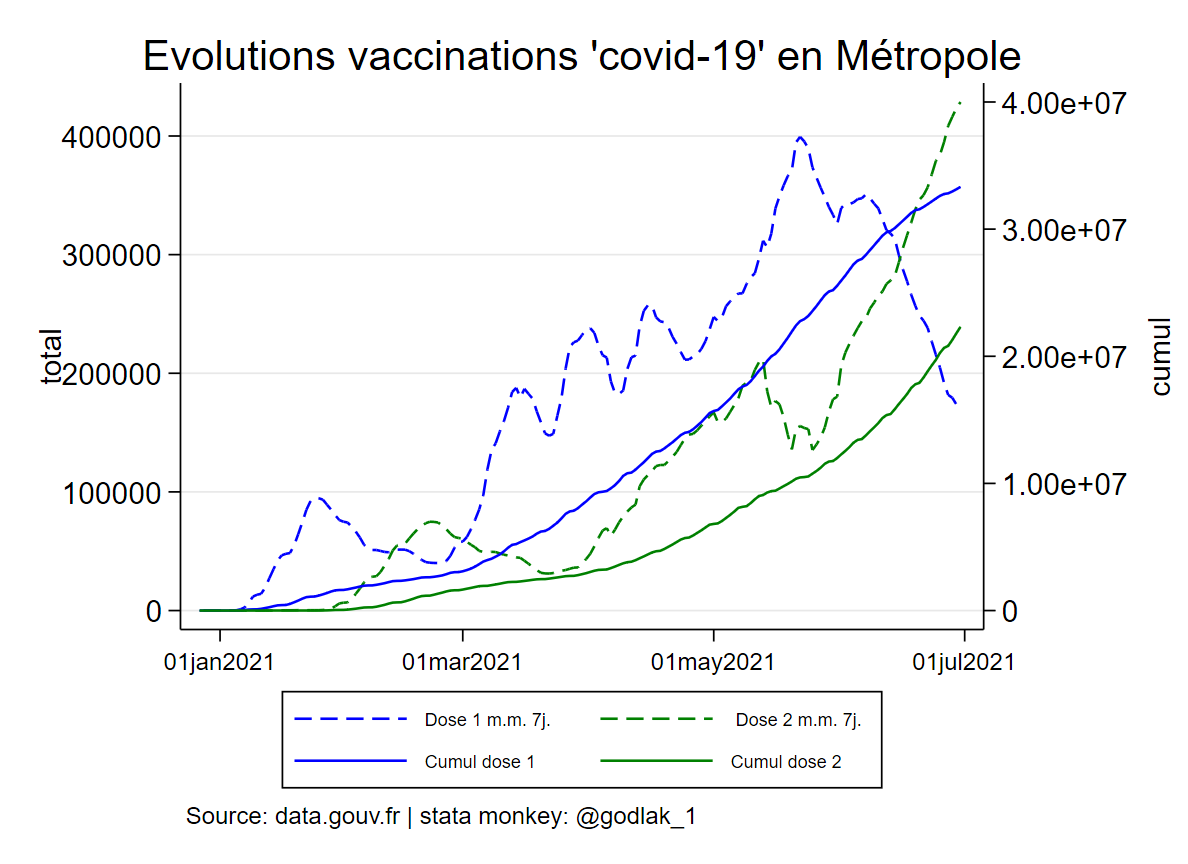 Evolutions vaccinations 'covid-19' en Métropole
total
400000
300000
200000
100000
0
4.00e+07
3.00e+07
2.00e+07
1.00e+07
0
cumul
01jan2021 01mar2021 01may2021 01jul2021
Dose 1 m.m. 7j. Dose 2 m.m. 7j.
Cumul dose 1 Cumul dose 2
Source: data.gouv.fr | stata monkey: @godlak_1